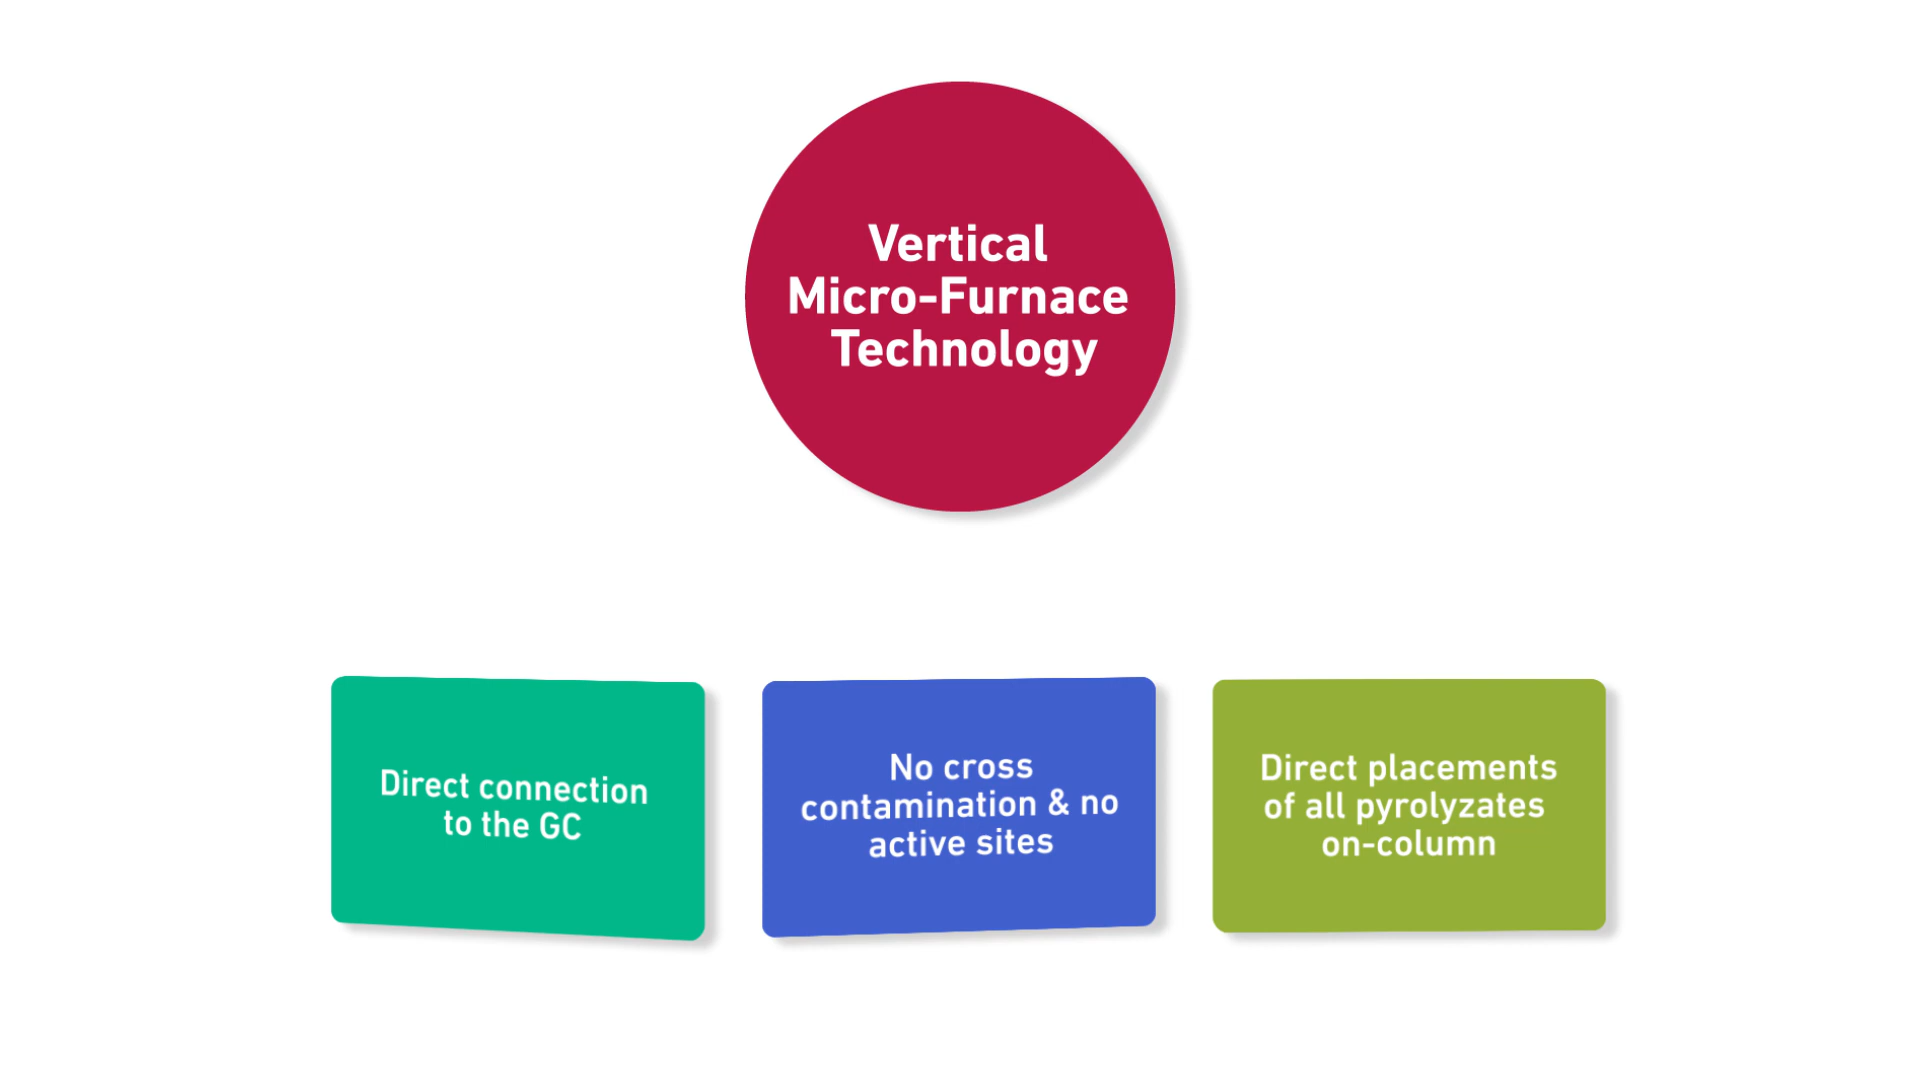 Vertical
Micro-Furnace
Technology
Direct connection
to the GC
No cross
contamination & no
active sites
Direct placements
of all pyrolyzates
on-column